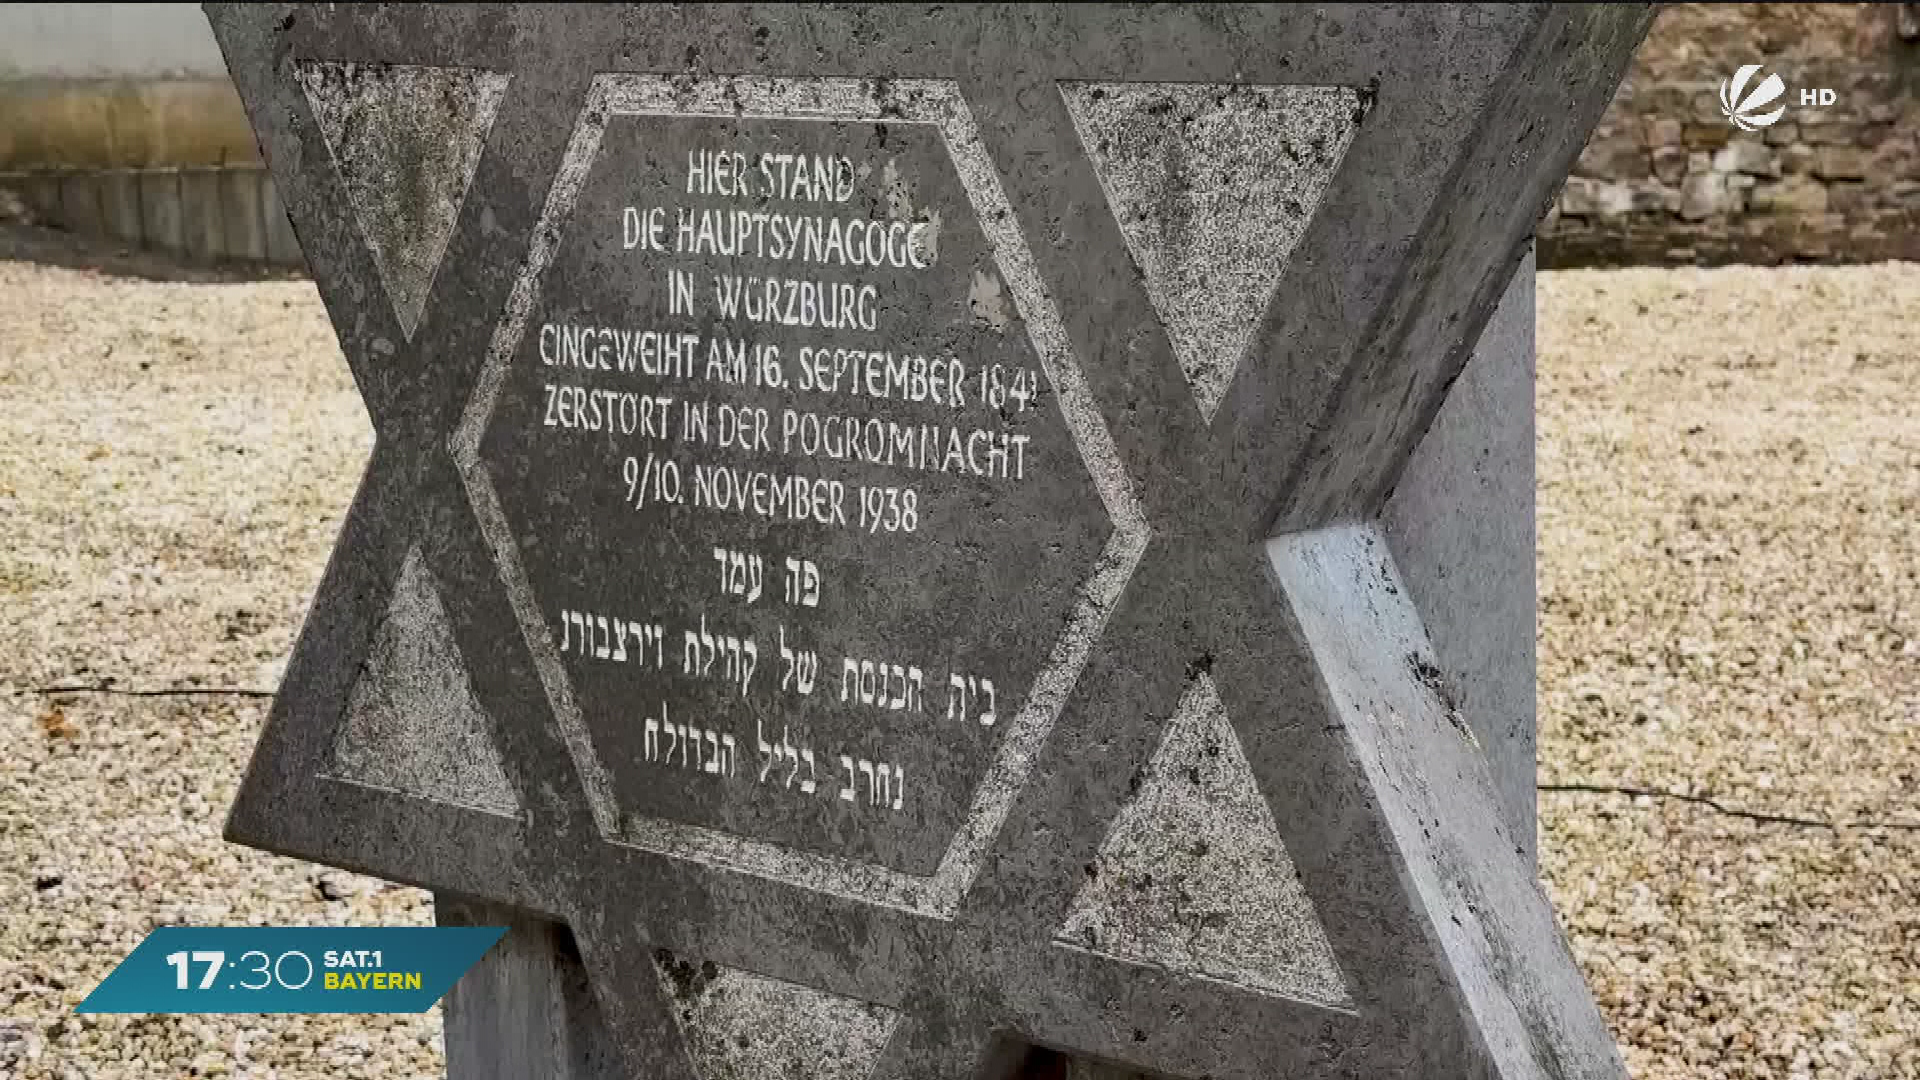 HD
HIER STAND
DIE HAUPTSYNAGOGE
IN WÜRZBURG
EINGEWEIHT AM 16. SEPTEMBER 1841
ZERSTÖRT IN DER POGROMNACHT
9/10. NOVEMBER 1938
פה עמד
בית הכנסת של קהילת וירצבורג
נחרב בליל הבדולח
17:30 SAT.1
BAYERN